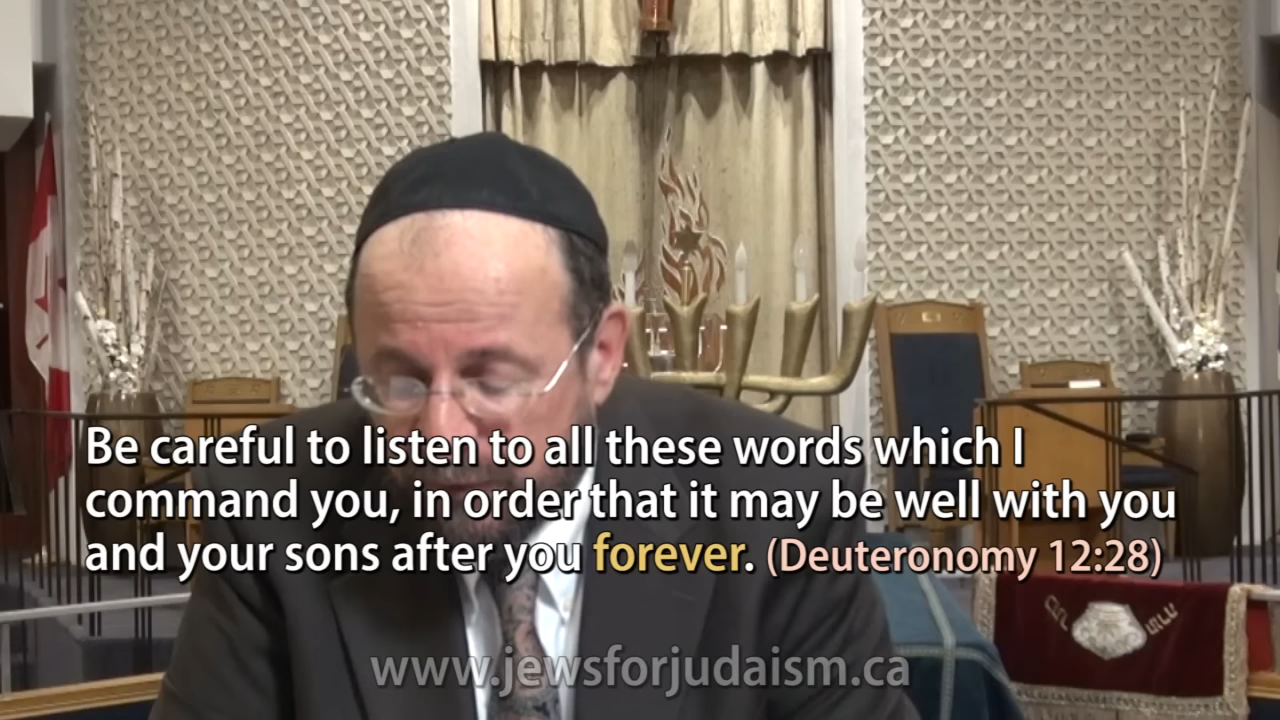 Be careful to listen to all these words which I
command you, in order that it may be well with you
and your sons after you forever. (Deuteronomy 12:28)
www.jewsforjudaism.ca